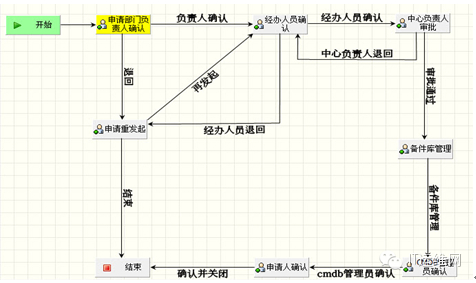 开始
申请部门负
责人确认
负责人确认
经办人员确
认
经办人员确认
中心负责人
审批
中心负责人退回
退回
再发起
审批通过
申请重发起
经办人员退回
备件库管理
备件库管理
结束
结束
确认并关闭
申请人确认
cmdb管理员确认
员确认